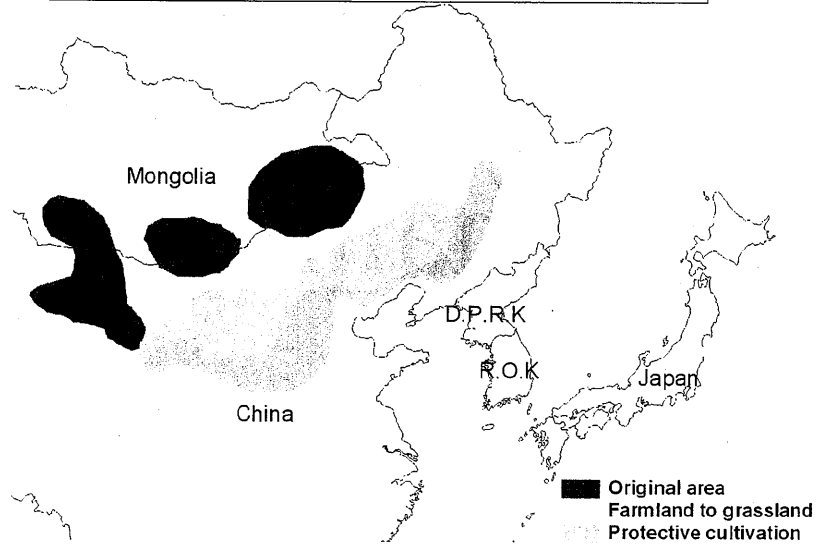 Mongolia
D.P.R.K
R.O.K
Japan
China
Original area
Farmland to grassland
Protective cultivation